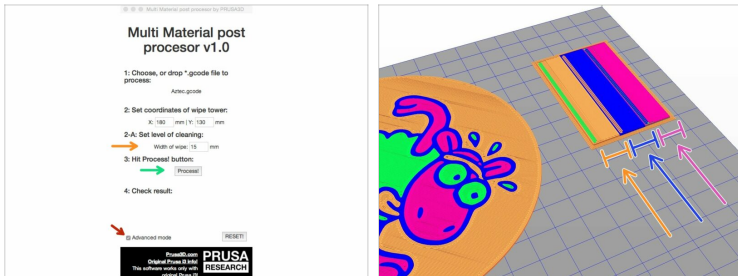 Multi Material post procesor by PRUSA3D
Multi Material post
procesor v1.0
1: Choose, or drop *.gcode file to
process:
Aztec.gcode
2: Set coordinates of wipe tower:
X: 180 mm | Y: 130 mm
2-A: Set level of cleaning:
Width of wipe: 15 mm
3: Hit Process! button:
Process!
4: Check result:
Advanced mode
RESET!
Prusa3D.com
Original Prusa i3 info!
This software works only with
original Prusa i3!
PRUSA
RESEARCH